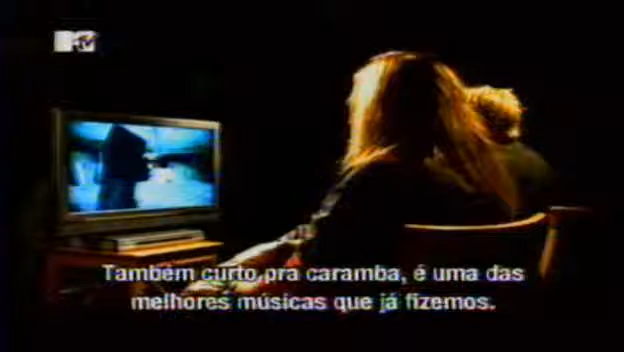 MTV
Também curto pra caramba, é uma das
melhores músicas que já fizemos.